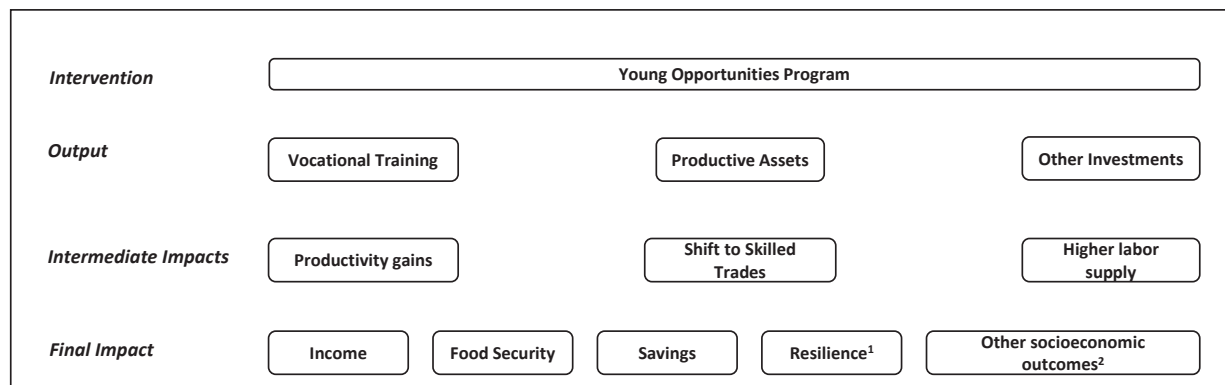 Intervention
Young Opportunities Program
Output
Vocational Training
Productive Assets
Other Investments
Intermediate Impacts
Productivity gains
Shift to Skilled
Trades
Higher labor
supply
Final Impact
Income
Food Security
Savings
Resilience¹
Other socioeconomic
outcomes²